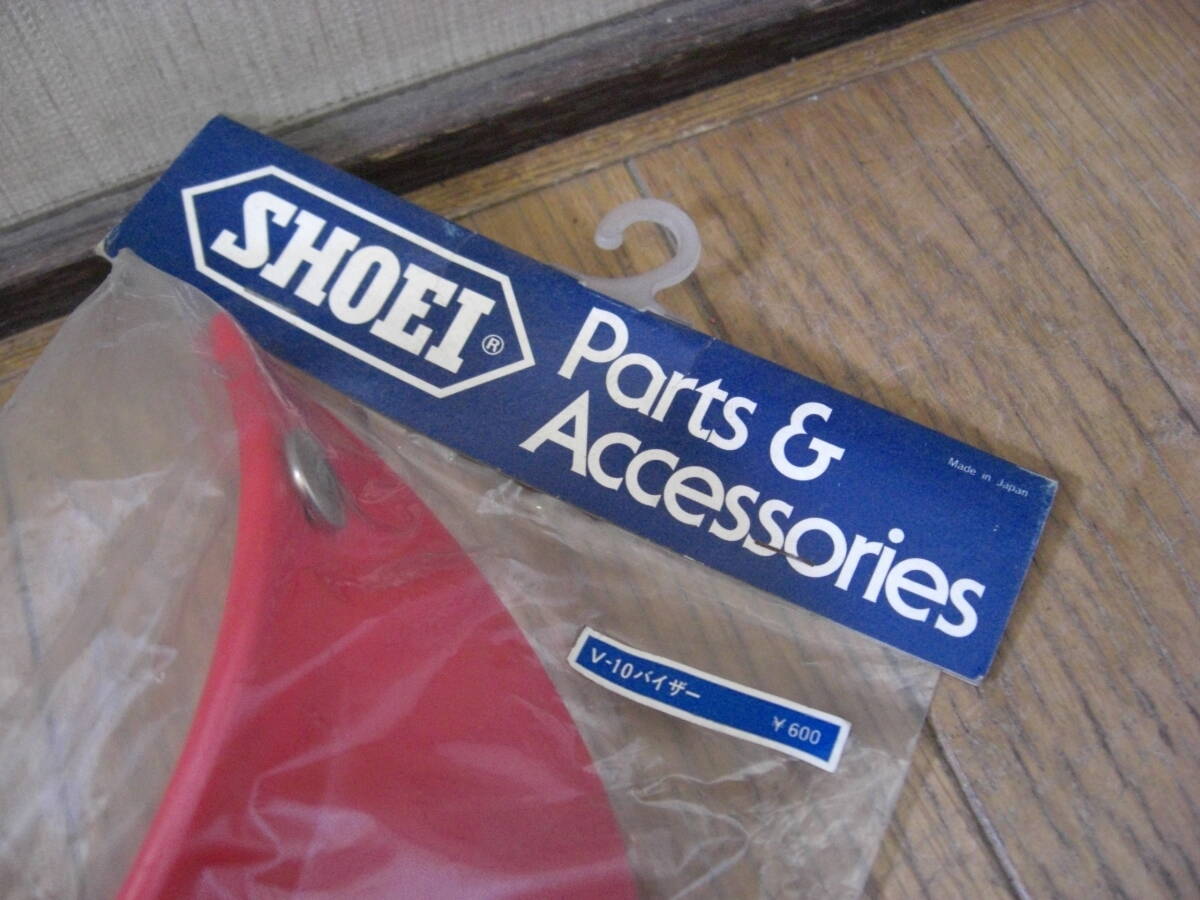 SHOEI®
Parts &
Accessories
Made in Japan
V-10バイザー
¥600